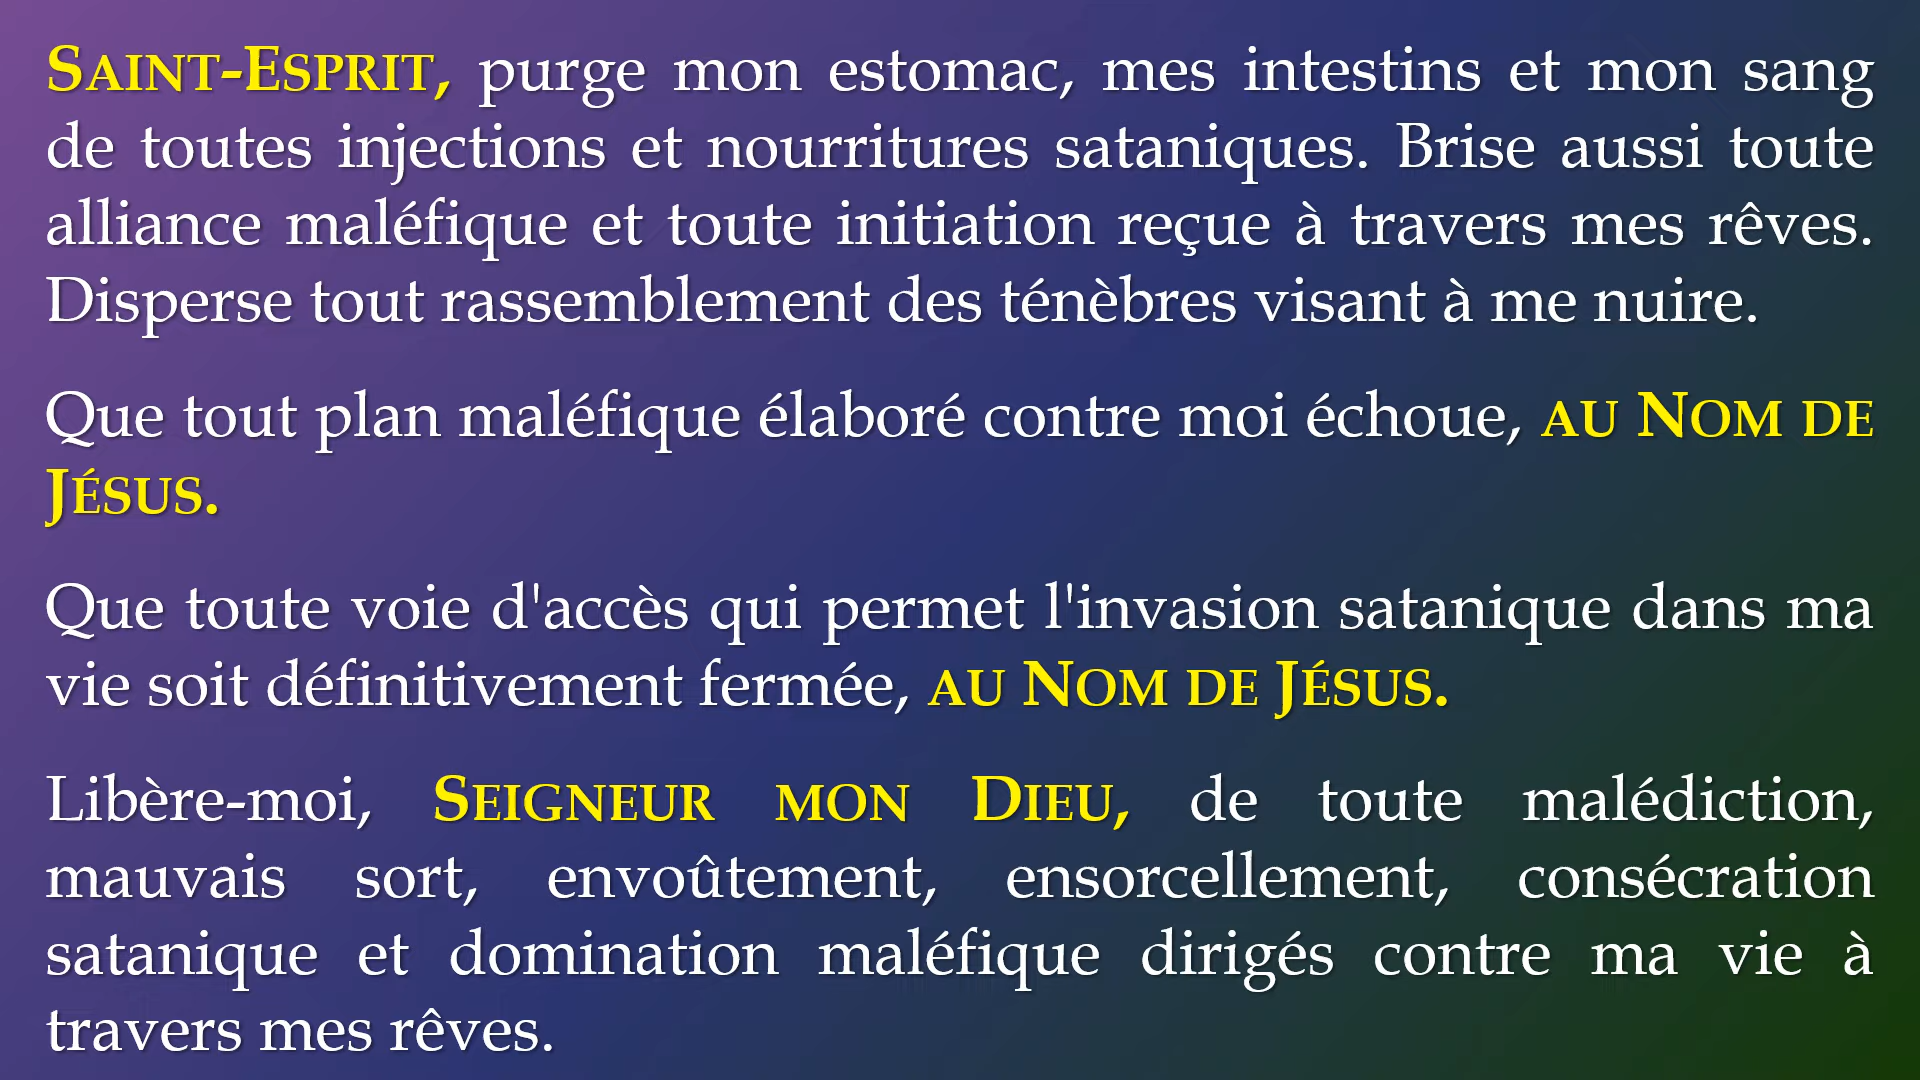 SAINT-ESPRIT, purge mon estomac, mes intestins et mon sang
de toutes injections et nourritures sataniques. Brise aussi toute
alliance maléfique et toute initiation reçue à travers mes rêves.
Disperse tout rassemblement des ténèbres visant à me nuire.
Que tout plan maléfique élaboré contre moi échoue, AU NOM DE
JÉSUS.
Que toute voie d'accès qui permet l'invasion satanique dans ma
vie soit définitivement fermée, AU NOM DE JÉSUS.
Libère-moi, SEIGNEUR MON DIEU, de toute malédiction,
mauvais sort, envoûtement, ensorcellement, consécration
satanique et domination maléfique dirigés contre ma vie à
travers mes rêves.